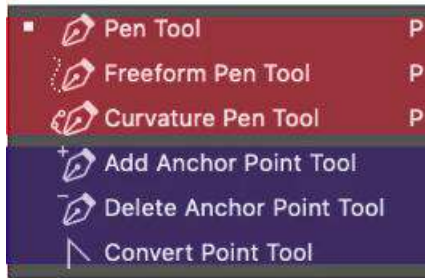 Pen Tool P
Freeform Pen Tool P
Curvature Pen Tool P
Add Anchor Point Tool
Delete Anchor Point Tool
Convert Point Tool